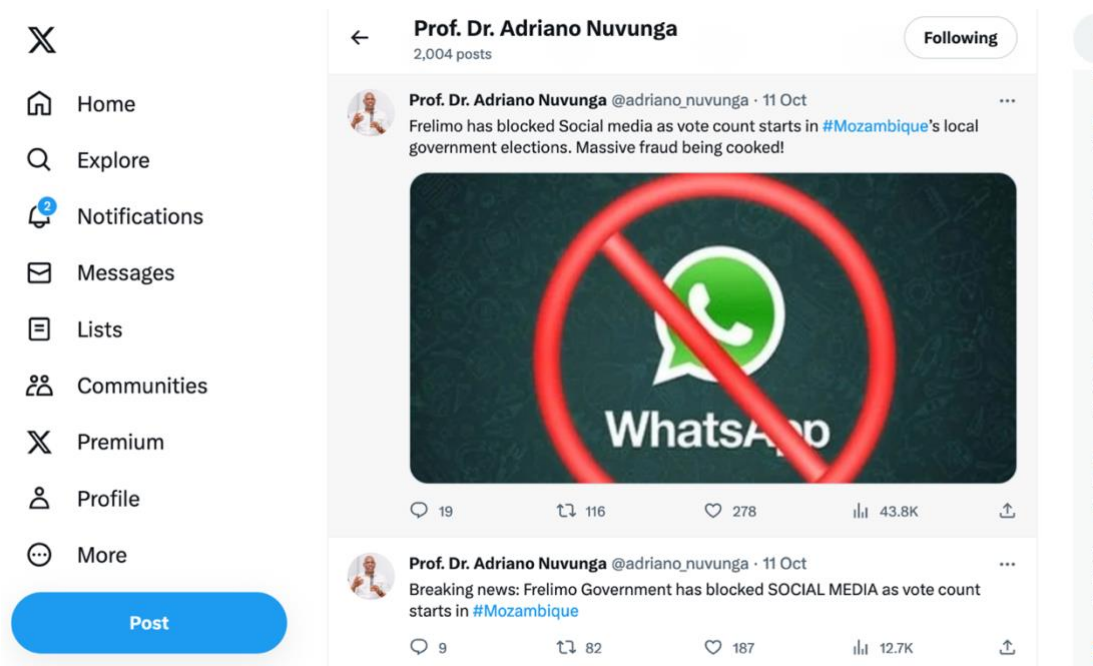 Home
Explore
2
Notifications
Messages
Lists
Communities
Premium
Profile
More
Post
Prof. Dr. Adriano Nuvunga
2,004 posts
Following
Prof. Dr. Adriano Nuvunga @adriano_nuvunga · 11 Oct
Frelimo has blocked Social media as vote count starts in #Mozambique's local
government elections. Massive fraud being cooked!
WhatsApp
19 116 278 43.8K
Prof. Dr. Adriano Nuvunga @adriano_nuvunga · 11 Oct
Breaking news: Frelimo Government has blocked SOCIAL MEDIA as vote count
starts in #Mozambique
9 82 187 12.7K